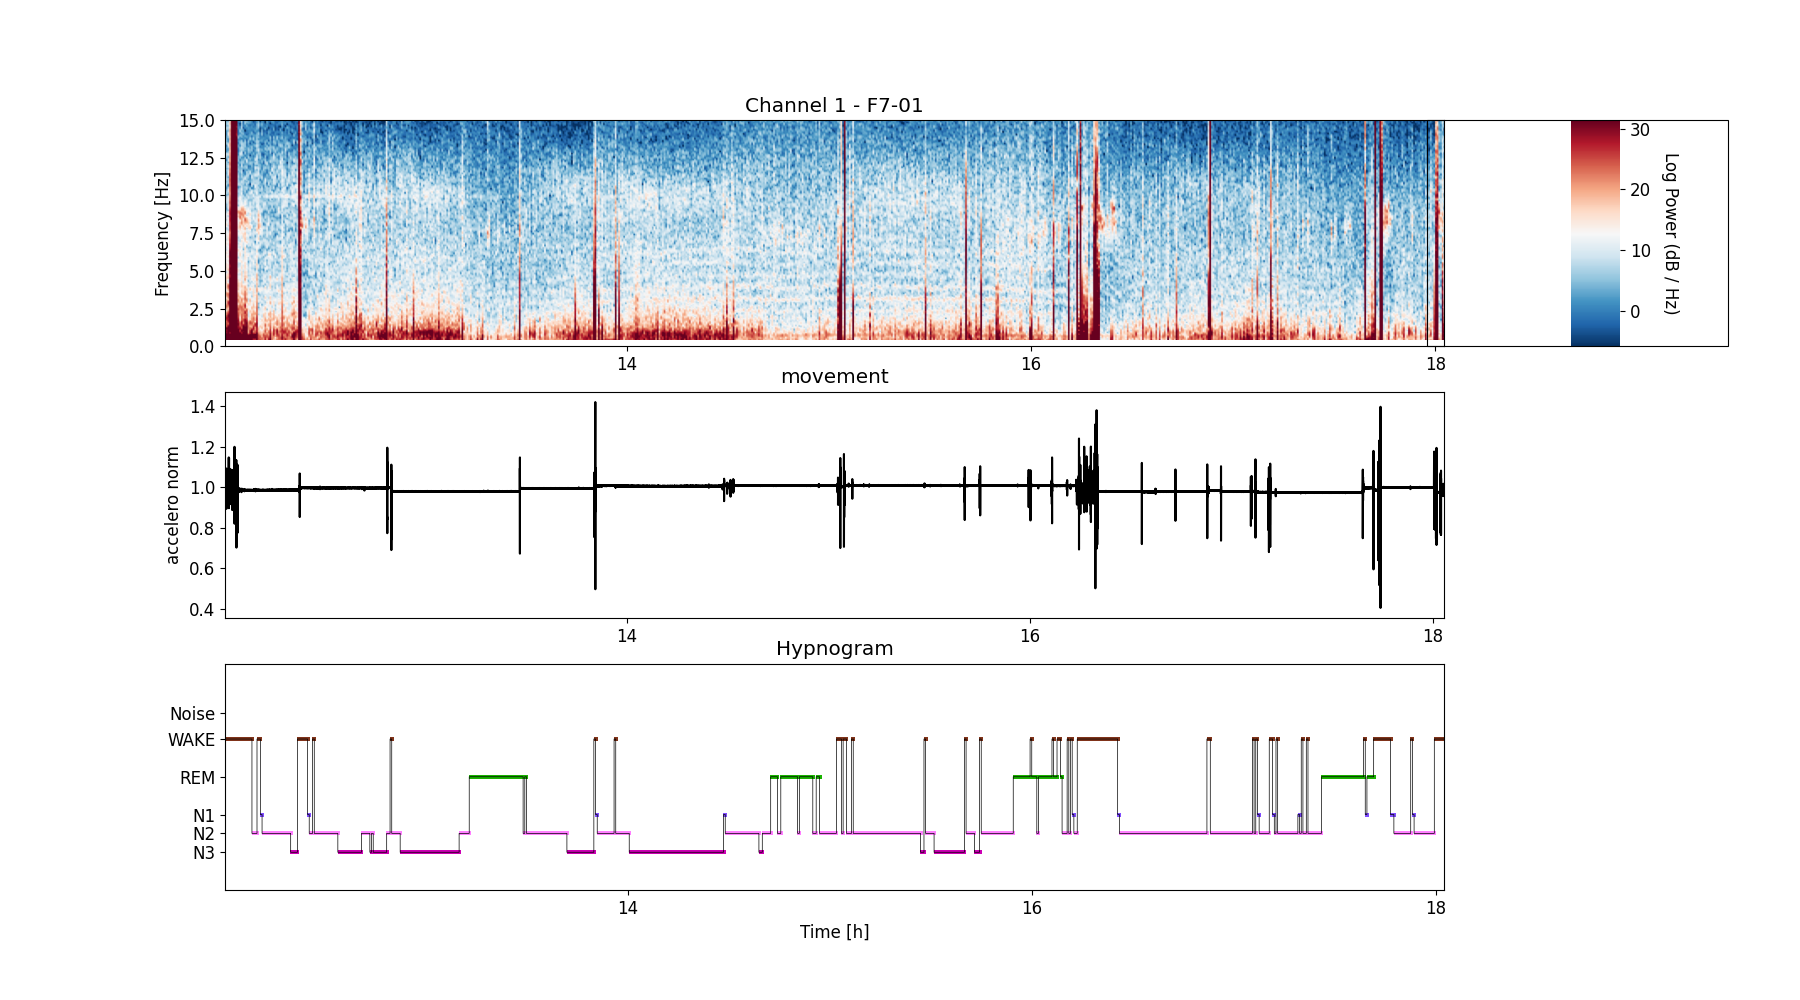 Channel 1 - F7-01
15.0
12.5
10.0
7.5
5.0
2.5
0.0
Frequency [Hz]
14
16
18
30
20
10
0
Log Power (dB / Hz)
movement
1.4
1.2
1.0
0.8
0.6
0.4
accelero norm
14
16
18
Hypnogram
Noise
WAKE
REM
N1
N2
N3
14
16
18
Time [h]